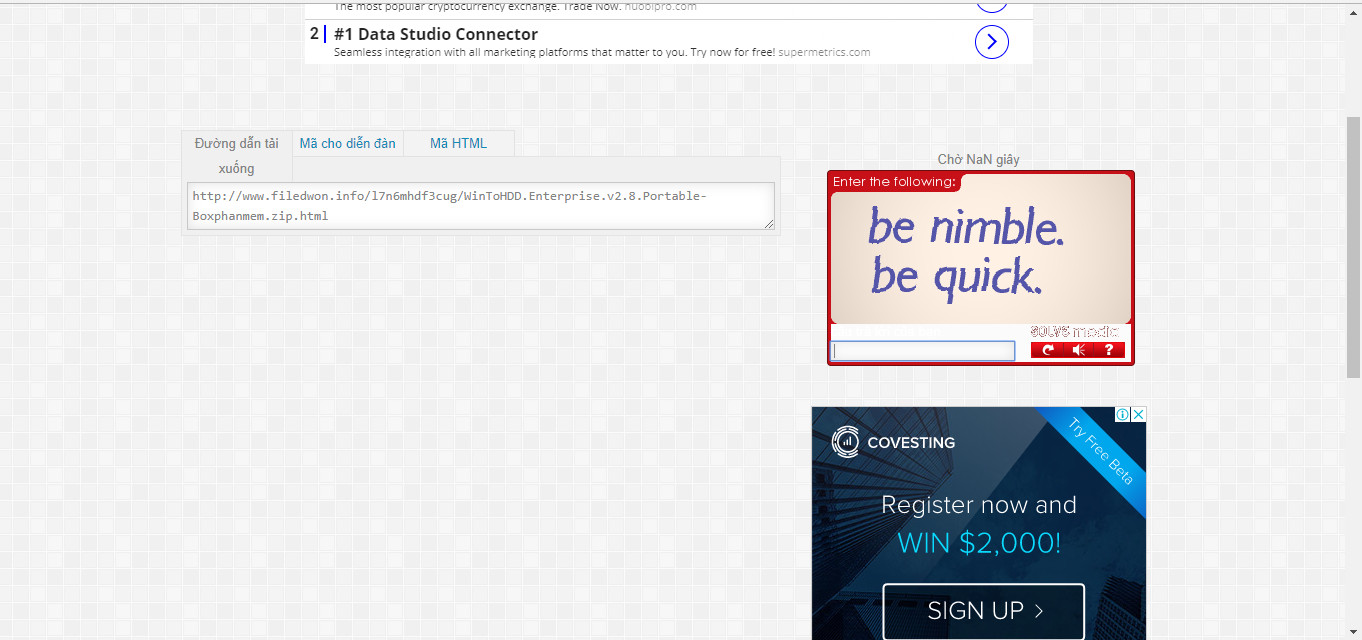 The most popular cryptocurrency exchange. Trade Now. huobipro.com
2 #1 Data Studio Connector
Seamless integration with all marketing platforms that matter to you. Try now for free! supermetrics.com
Đường dẫn tải xuống
Mã cho diễn đàn
Mã HTML
http://www.filedwon.info/l7n6mhdf3cug/WinToHDD.Enterprise.v2.8.Portable-
Boxphanmem.zip.html
Chờ NaN giây
Enter the following:
be nimble.
be quick.
SOLVE media
?
COVESTING
Try Free Beta
Register now and
WIN $2,000!
SIGN UP >